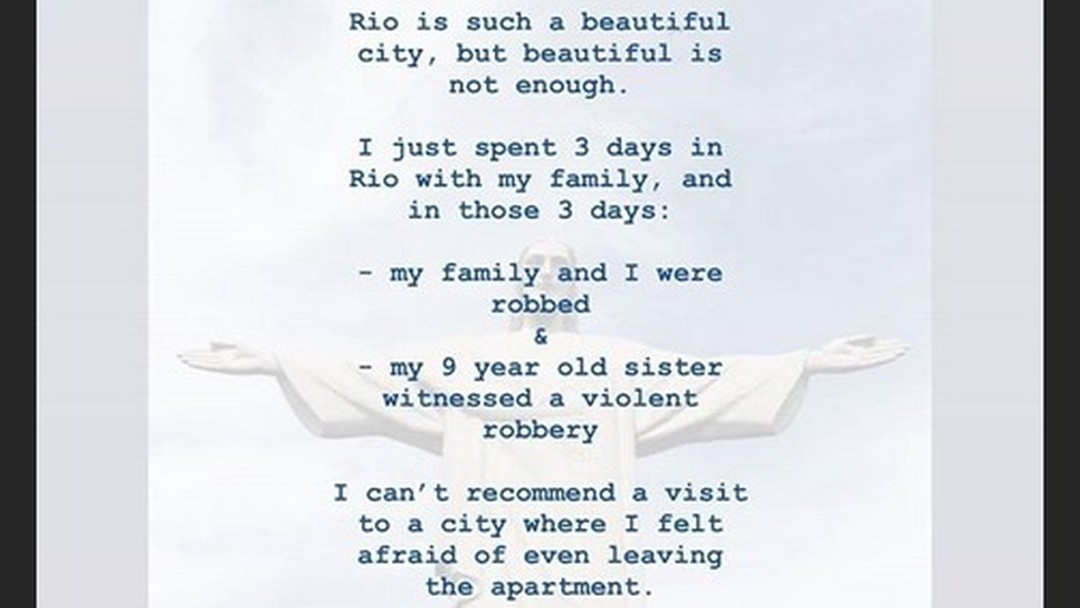 Rio is such a beautiful
city, but beautiful is
not enough.
I just spent 3 days in
Rio with my family, and
in those 3 days:
- my family and I were
robbed
&
- my 9 year old sister
witnessed a violent
robbery
I can’t recommend a visit
to a city where I felt
afraid of even leaving
the apartment.